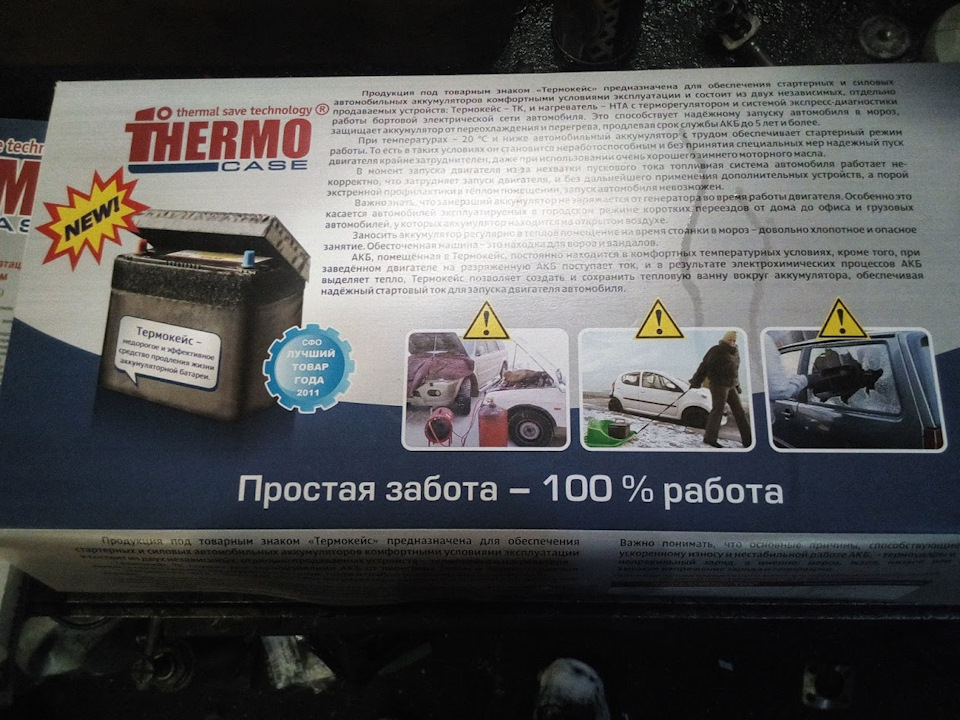 thermal save technology ®
iTHERMO
CASE
NEW!
Продукция под товарным знаком «Термокейс» предназначена для обеспечения стартерных и силовых
автомобильных аккумуляторов комфортными условиями эксплуатации и состоит из двух независимых, отдельно
продаваемых устройств: Термокейс – ТК, и нагреватель – НТА с терморегулятором и системой экспресс-диагностики
работы бортовой электрической сети автомобиля. Это способствует надёжному запуску автомобиля в мороз,
защищает аккумулятор от переохлаждения и перегрева, продлевая срок службы АКБ до 5 лет и более.
При температурах – 20 °С и ниже автомобильный аккумулятор с трудом обеспечивает стартерный режим
работы. То есть в таких условиях он становится неработоспособным и без принятия специальных мер надежный пуск
двигателя крайне затруднителен, даже при использовании очень хорошего зимнего моторного масла.
В момент запуска двигателя из-за нехватки пускового тока топливная система автомобиля работает не-
корректно, что затрудняет запуск двигателя, и без дальнейшего применения дополнительных устройств, а порой
экстренной профилактики в тёплом помещении, запуск автомобиля невозможен.
Важно знать, что замерзший аккумулятор не заряжается от генератора во время работы двигателя. Особенно это
касается автомобилей эксплуатируемых в городском режиме коротких переездов от дома до офиса и грузовых
автомобилей, у которых аккумулятор находится на открытом воздухе.
Заносить аккумулятор регулярно в теплое помещение на время стоянки в мороз – довольно хлопотное и опасное
занятие. Обесточенная машина – это находка для воров и вандалов.
АКБ, помещённая в Термокейс, постоянно находится в комфортных температурных условиях, кроме того, при
заведённом двигателе на разряженную АКБ поступает ток, и в результате электрохимических процессов АКБ
выделяет тепло, Термокейс позволяет создать и сохранить тепловую ванну вокруг аккумулятора, обеспечивая
надёжный стартовый ток для запуска двигателя автомобиля.
Термокейс –
недорогое и эффективное
средство продления жизни
аккумуляторной батареи.
СФО
ЛУЧШИЙ
ТОВАР
ГОДА
2011
Простая забота – 100 % работа
Продукция под товарным знаком «Термокейс» предназначена для обеспечения
стартерных и силовых автомобильных аккумуляторов комфортными условиями эксплуатации
Важно понимать, что основные причины, способствующие
ускоренному износу и нестабильной работе АКБ, –